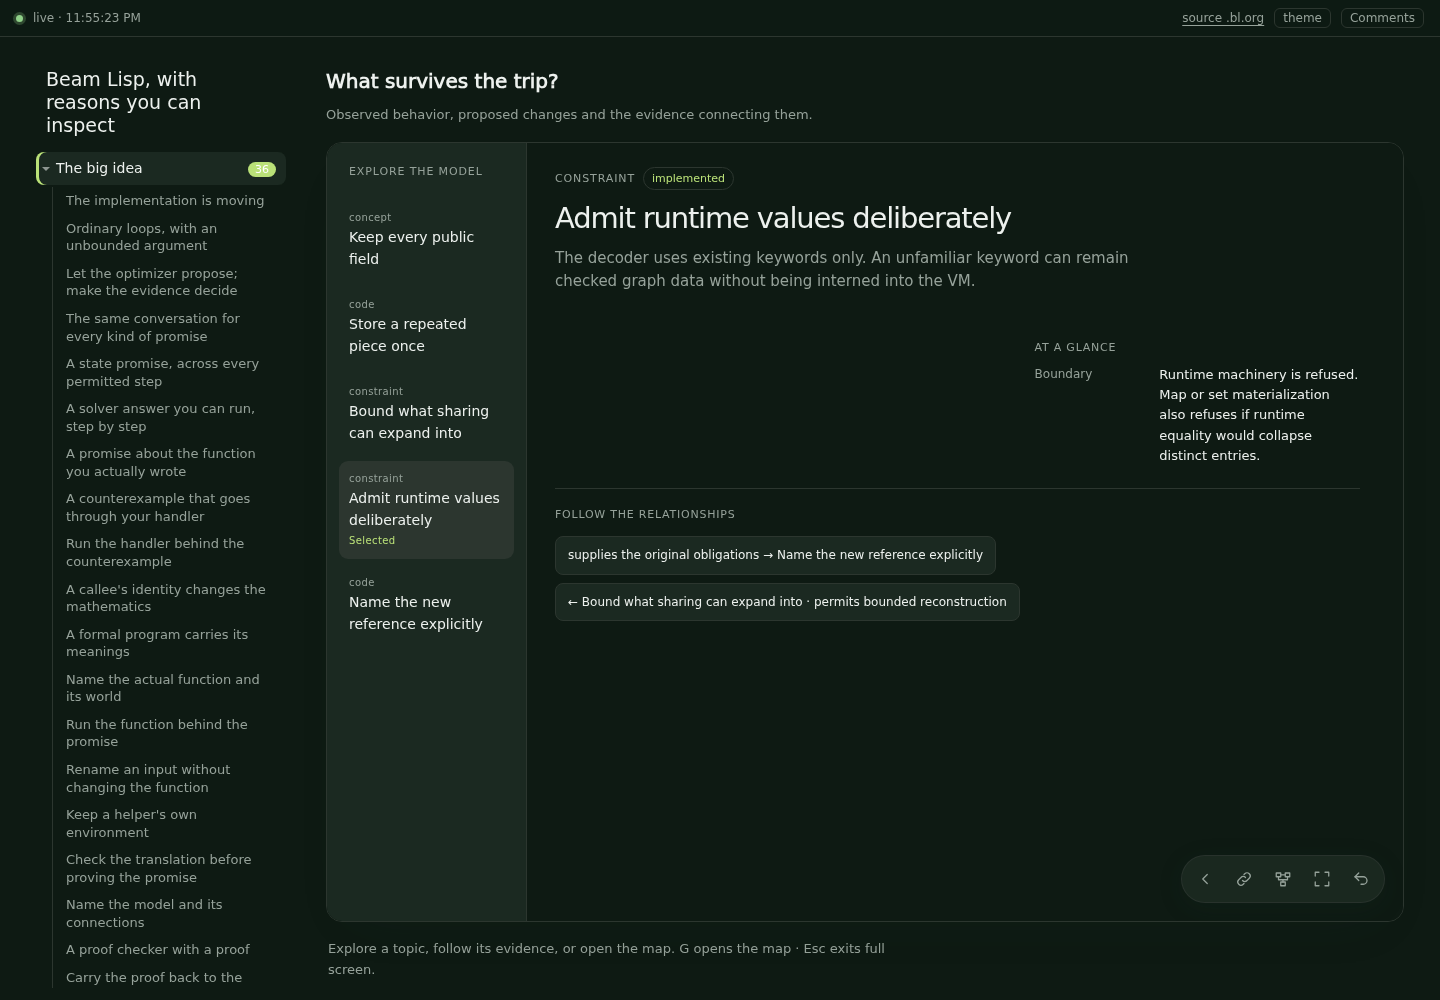 live · 11:55:23 PM
source .bl.org
theme
Comments
Beam Lisp, with
reasons you can
inspect
The big idea
36
The implementation is moving
Ordinary loops, with an
unbounded argument
Let the optimizer propose;
make the evidence decide
The same conversation for
every kind of promise
A state promise, across every
permitted step
A solver answer you can run,
step by step
A promise about the function
you actually wrote
A counterexample that goes
through your handler
Run the handler behind the
counterexample
A callee's identity changes the
mathematics
A formal program carries its
meanings
Name the actual function and
its world
Run the function behind the
promise
Rename an input without
changing the function
Keep a helper's own
environment
Check the translation before
proving the promise
Name the model and its
connections
A proof checker with a proof
Carry the proof back to the
What survives the trip?
Observed behavior, proposed changes and the evidence connecting them.
EXPLORE THE MODEL
concept
Keep every public
field
code
Store a repeated
piece once
constraint
Bound what sharing
can expand into
constraint
Admit runtime values
deliberately
Selected
code
Name the new
reference explicitly
CONSTRAINT
implemented
Admit runtime values deliberately
The decoder uses existing keywords only. An unfamiliar keyword can remain
checked graph data without being interned into the VM.
AT A GLANCE
Boundary
Runtime machinery is refused.
Map or set materialization
also refuses if runtime
equality would collapse
distinct entries.
FOLLOW THE RELATIONSHIPS
supplies the original obligations → Name the new reference explicitly
← Bound what sharing can expand into · permits bounded reconstruction
Explore a topic, follow its evidence, or open the map. G opens the map · Esc exits full
screen.